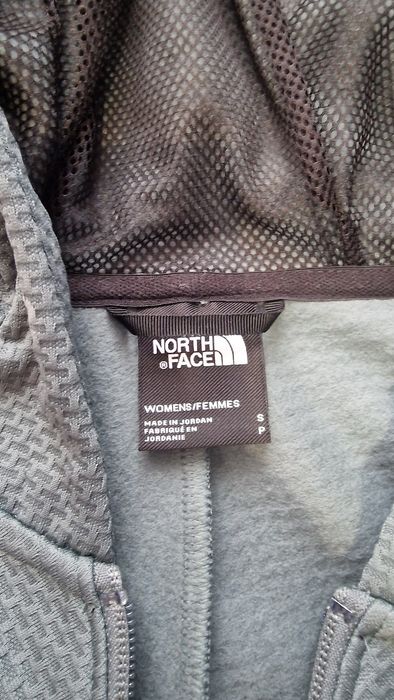 NORTH
®FACE
WOMENS/FEMMES
MADE IN JORDAN
FABRIQUÉ EN
JORDANIE
S
P